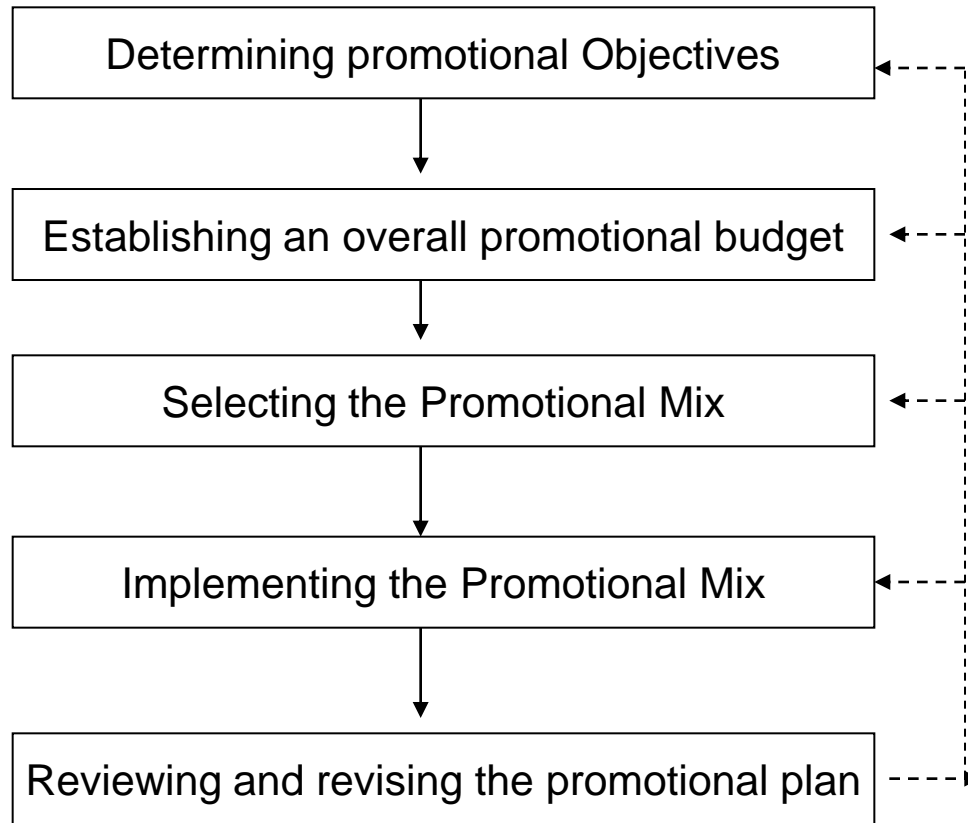 Determining promotional Objectives
Establishing an overall promotional budget
Selecting the Promotional Mix
Implementing the Promotional Mix
Reviewing and revising the promotional plan